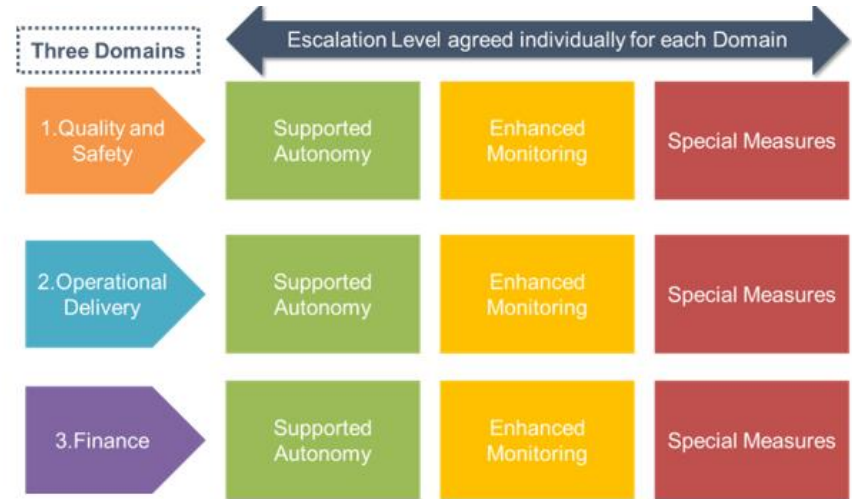 Three Domains
Escalation Level agreed individually for each Domain
1.Quality and
Safety
Supported
Autonomy
Enhanced
Monitoring
Special Measures
2.Operational
Delivery
Supported
Autonomy
Enhanced
Monitoring
Special Measures
3.Finance
Supported
Autonomy
Enhanced
Monitoring
Special Measures